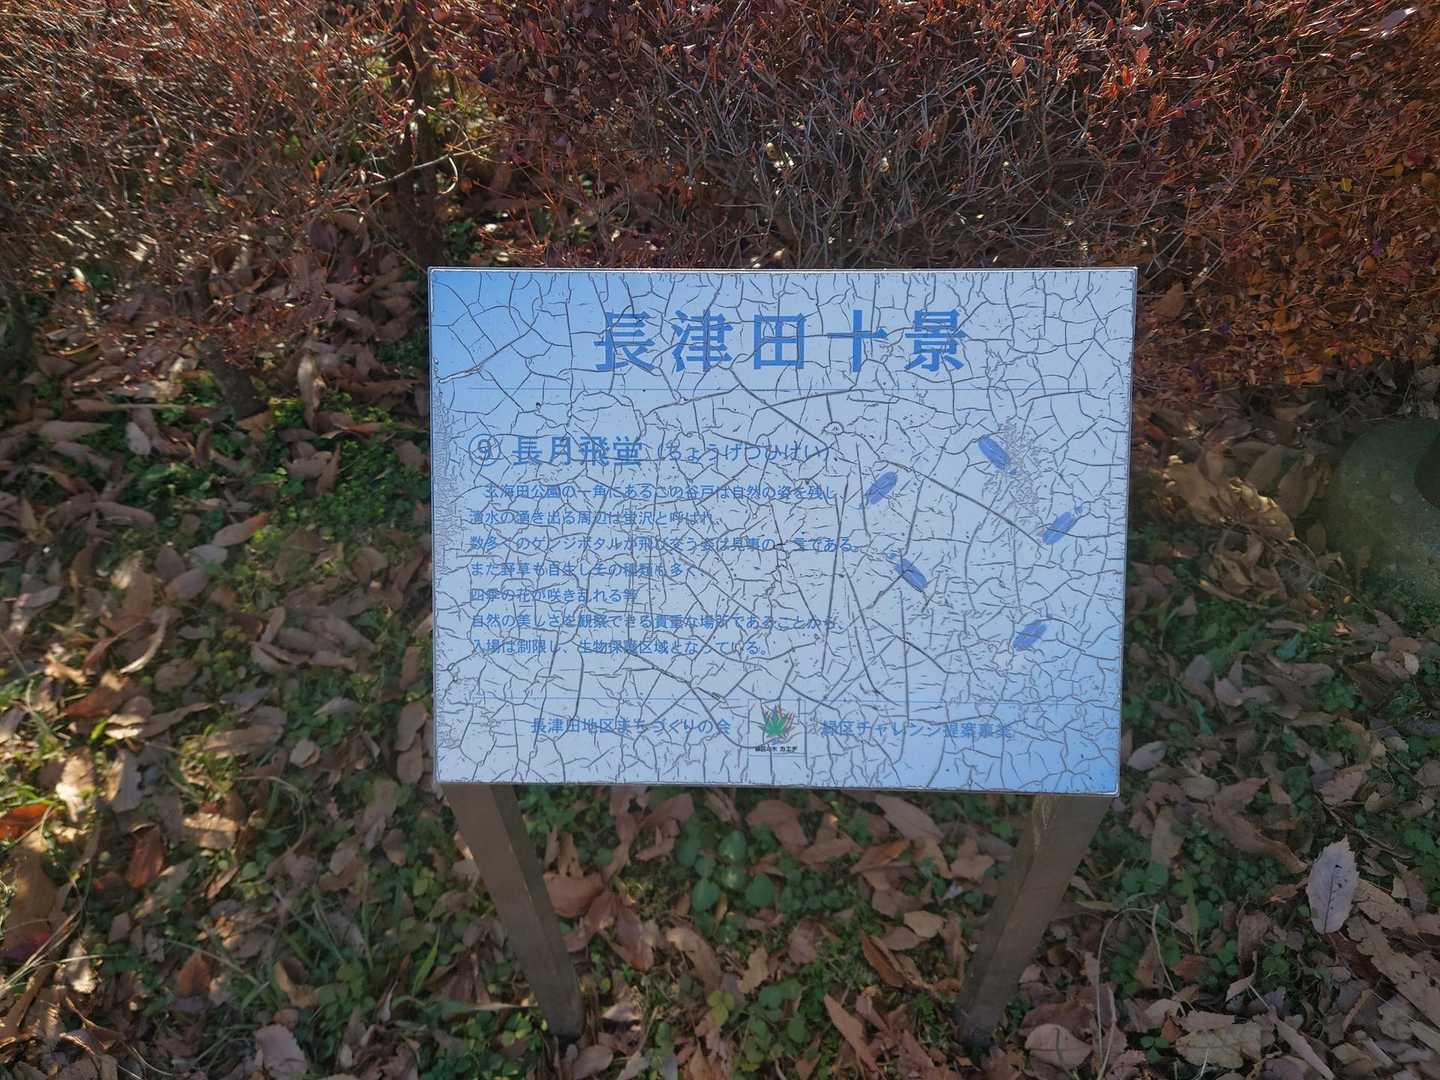 長津田十景
⑨ 長月飛蛍 (ちょうげつひけい)
玄海田公園の一角にあるこの谷戸は自然の姿を残し、
湧水の湧き出る周辺は蛍沢と呼ばれ、
数多くのゲンジボタルが飛び交う姿は見事の一言である。
また野草も自生しその種類も多く、
四季の花が咲き乱れる等
自然の美しさを観察できる貴重な場所であることから、
入場は制限し、生物保護区域となっている。
長津田地区まちづくりの会
緑区の木 カエデ
緑区チャレンジ提案事業